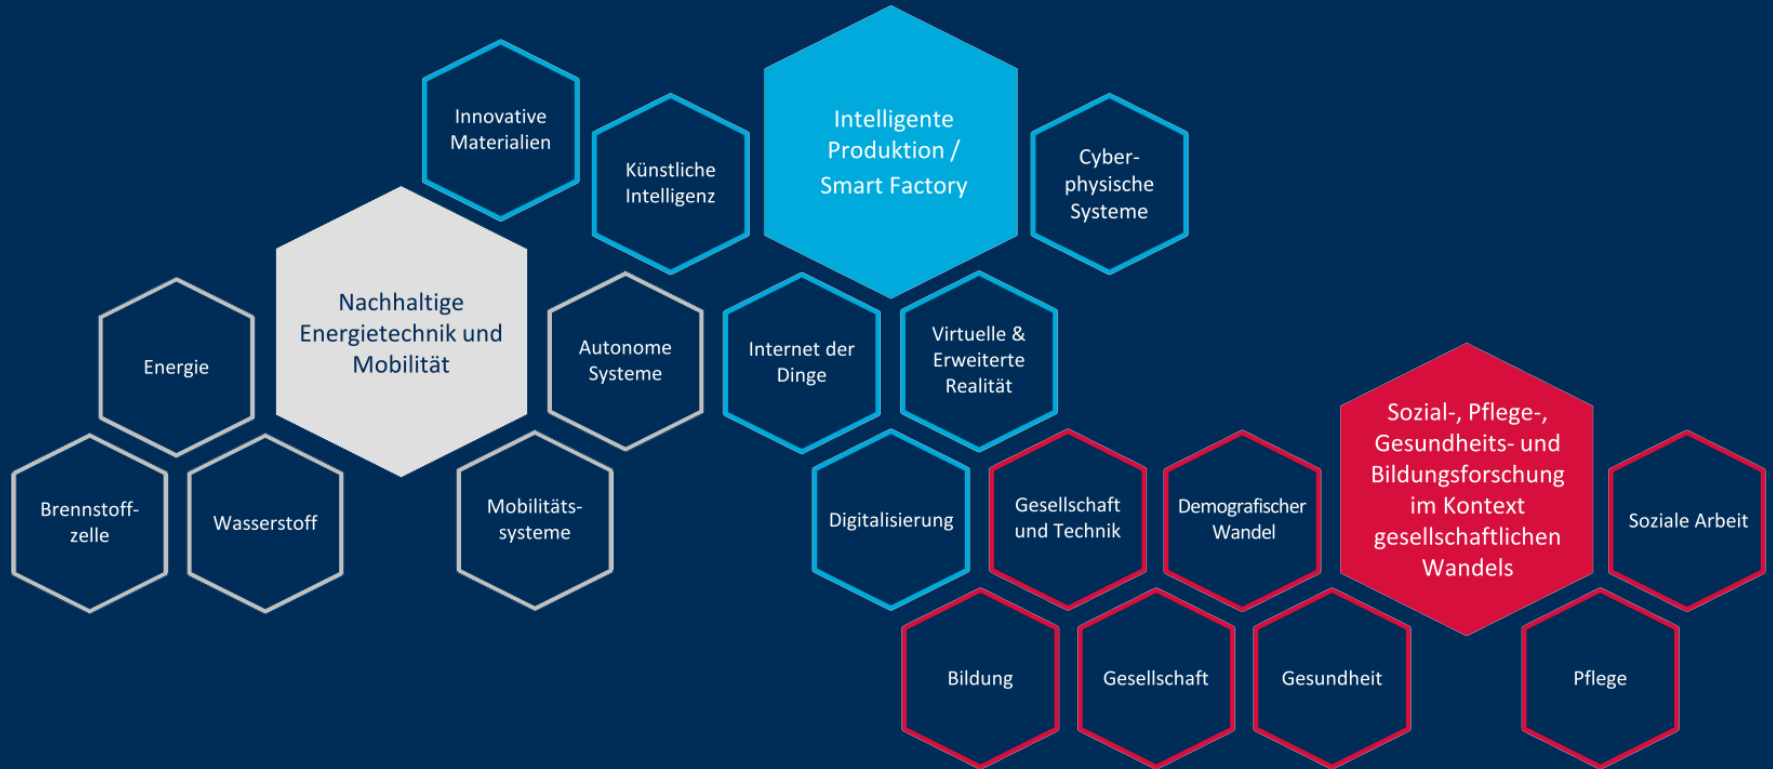 Innovative
Materialien
Künstliche
Intelligenz
Intelligente
Produktion /
Smart Factory
Cyber-
physische
Systeme
Nachhaltige
Energietechnik und
Mobilität
Energie
Autonome
Systeme
Internet der
Dinge
Virtuelle &
Erweiterte
Realität
Brennstoff-
zelle
Wasserstoff
Mobilitäts-
systeme
Digitalisierung
Gesellschaft
und Technik
Demografischer
Wandel
Sozial-, Pflege-,
Gesundheits- und
Bildungsforschung
im Kontext
gesellschaftlichen
Wandels
Soziale Arbeit
Bildung
Gesellschaft
Gesundheit
Pflege